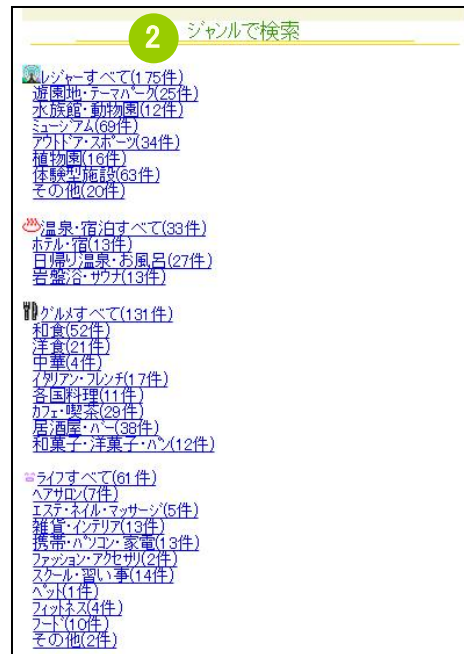 2 ジャンルで検索
レジャーすべて(175件)
遊園地・テーマパーク(25件)
水族館・動物園(12件)
ミュージアム(69件)
アウトドア・スポーツ(34件)
植物園(16件)
体験型施設(63件)
その他(20件)
温泉・宿泊すべて(33件)
ホテル・宿(13件)
日帰り温泉・お風呂(27件)
岩盤浴・サウナ(13件)
グルメすべて(131件)
和食(52件)
洋食(21件)
中華(4件)
イタリアン・フレンチ(17件)
各国料理(11件)
カフェ・喫茶(29件)
居酒屋・バー(38件)
和菓子・洋菓子・パン(12件)
ライフすべて(61件)
ヘアサロン(7件)
エステ・ネイル・マッサージ(5件)
雑貨・インテリア(13件)
携帯・パソコン・家電(13件)
ファッション・アクセサリ(2件)
スクール・習い事(14件)
ペット(1件)
フィットネス(4件)
フード(10件)
その他(2件)